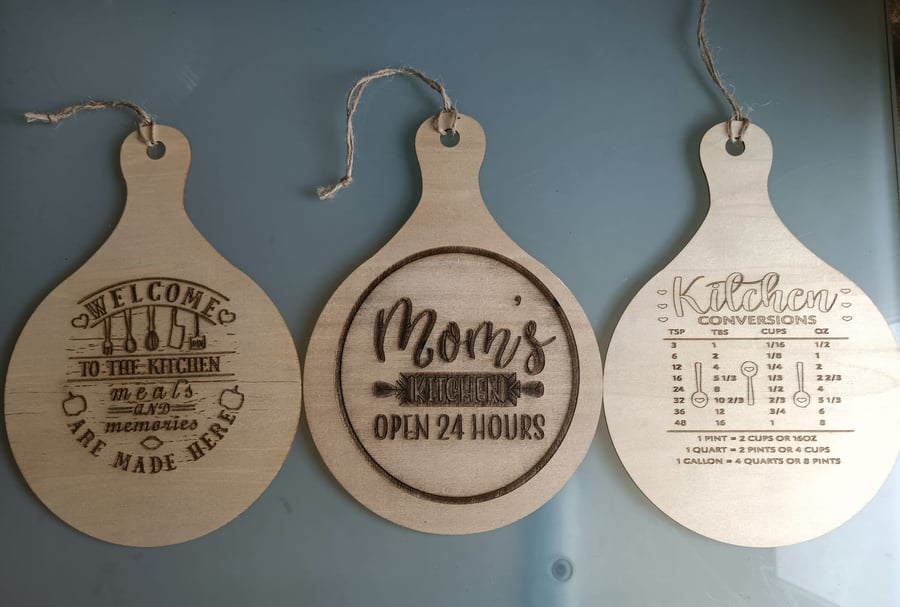 WELCOME
TO THE KITCHEN
meals
AND
memories
ARE MADE HERE
Mom's
KITCHEN
OPEN 24 HOURS
Kitchen
CONVERSIONS
TSP TBS CUPS OZ
3 1 1/16 1/2
6 2 1/8 1
12 4 1/4 2
16 5 1/3 1/3 2 2/3
24 8 1/2 4
32 10 2/3 2/3 5 1/3
36 12 3/4 6
48 16 1 8
1 PINT = 2 CUPS OR 16OZ
1 QUART = 2 PINTS OR 4 CUPS
1 GALLON = 4 QUARTS OR 8 PINTS